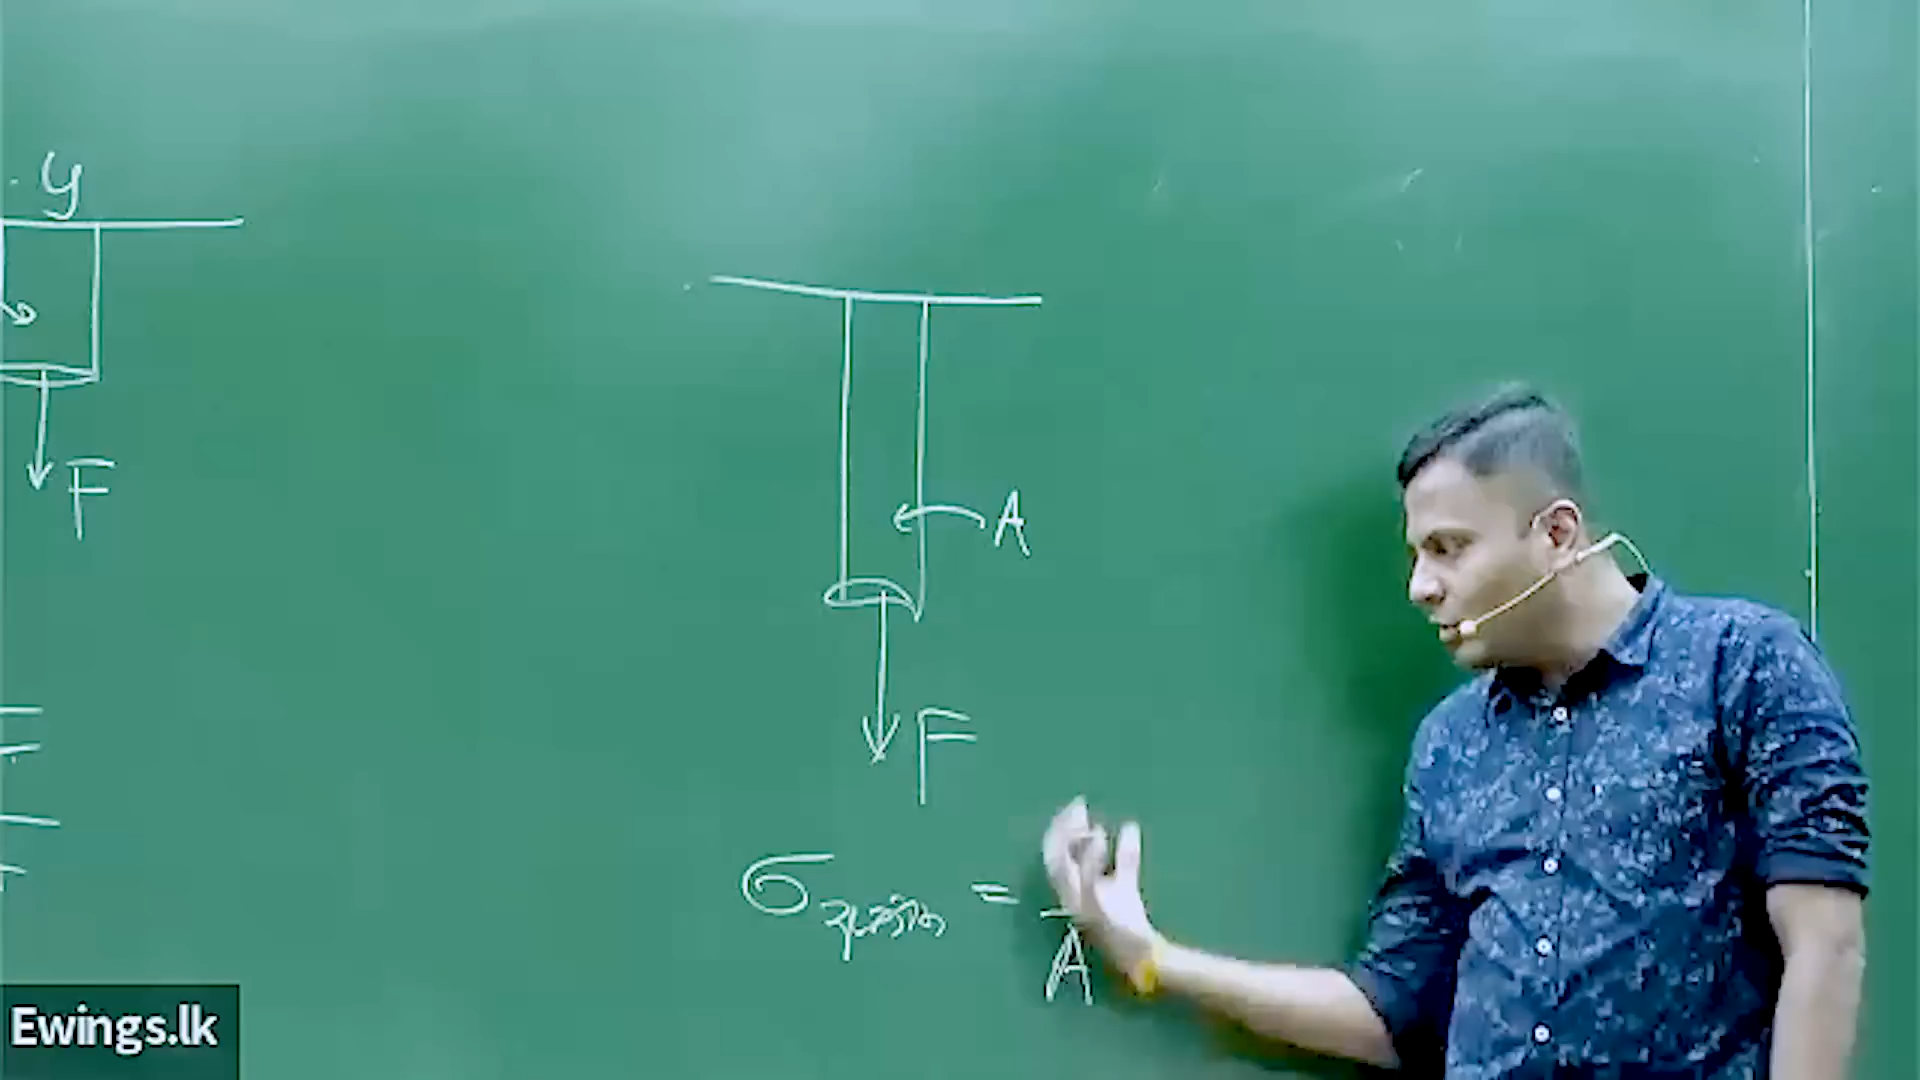 y
F
A
F
σ =
A
Ewings.lk